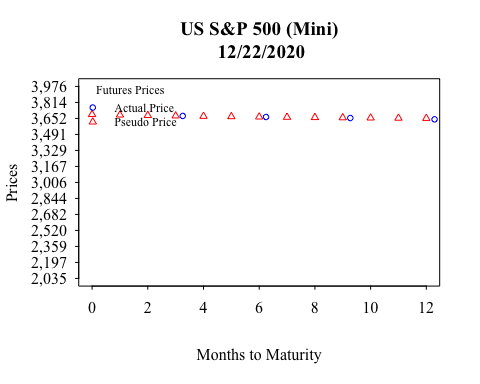 US S&P 500 (Mini)
12/22/2020
Futures Prices
Actual Price
Pseudo Price
3,976
3,814
3,652
3,491
3,329
3,167
3,006
2,844
2,682
2,520
2,359
2,197
2,035
Prices
0 2 4 6 8 10 12
Months to Maturity